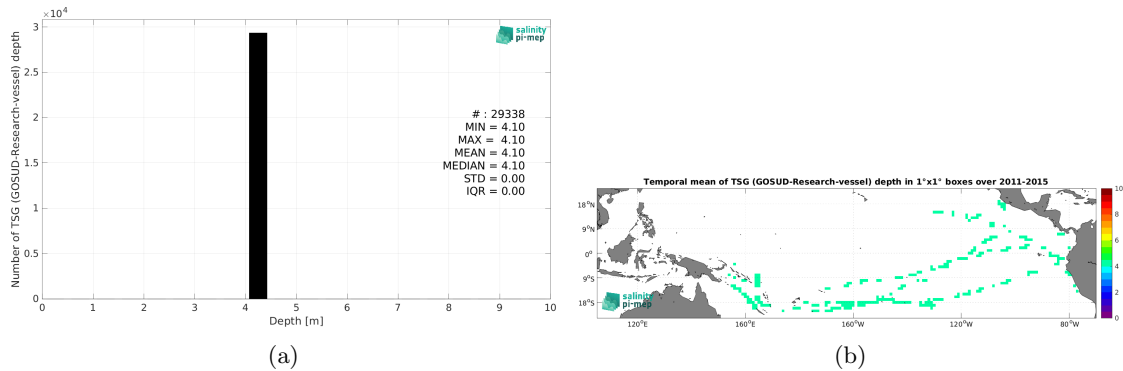 ×10⁴
3
2.5
2
1.5
1
0.5
0
Number of TSG (GOSUD-Research-vessel) depth
0 1 2 3 4 5 6 7 8 9 10
Depth [m]
salinity
pi-mep
# : 29338
MIN = 4.10
MAX = 4.10
MEAN = 4.10
MEDIAN = 4.10
STD = 0.00
IQR = 0.00
(a)
Temporal mean of TSG (GOSUD-Research-vessel) depth in 1°x1° boxes over 2011-2015
18°N
9°N
0°
9°S
18°S
120°E 160°E 160°W 120°W 80°W
salinity
pi-mep
10
8
6
4
2
0
(b)